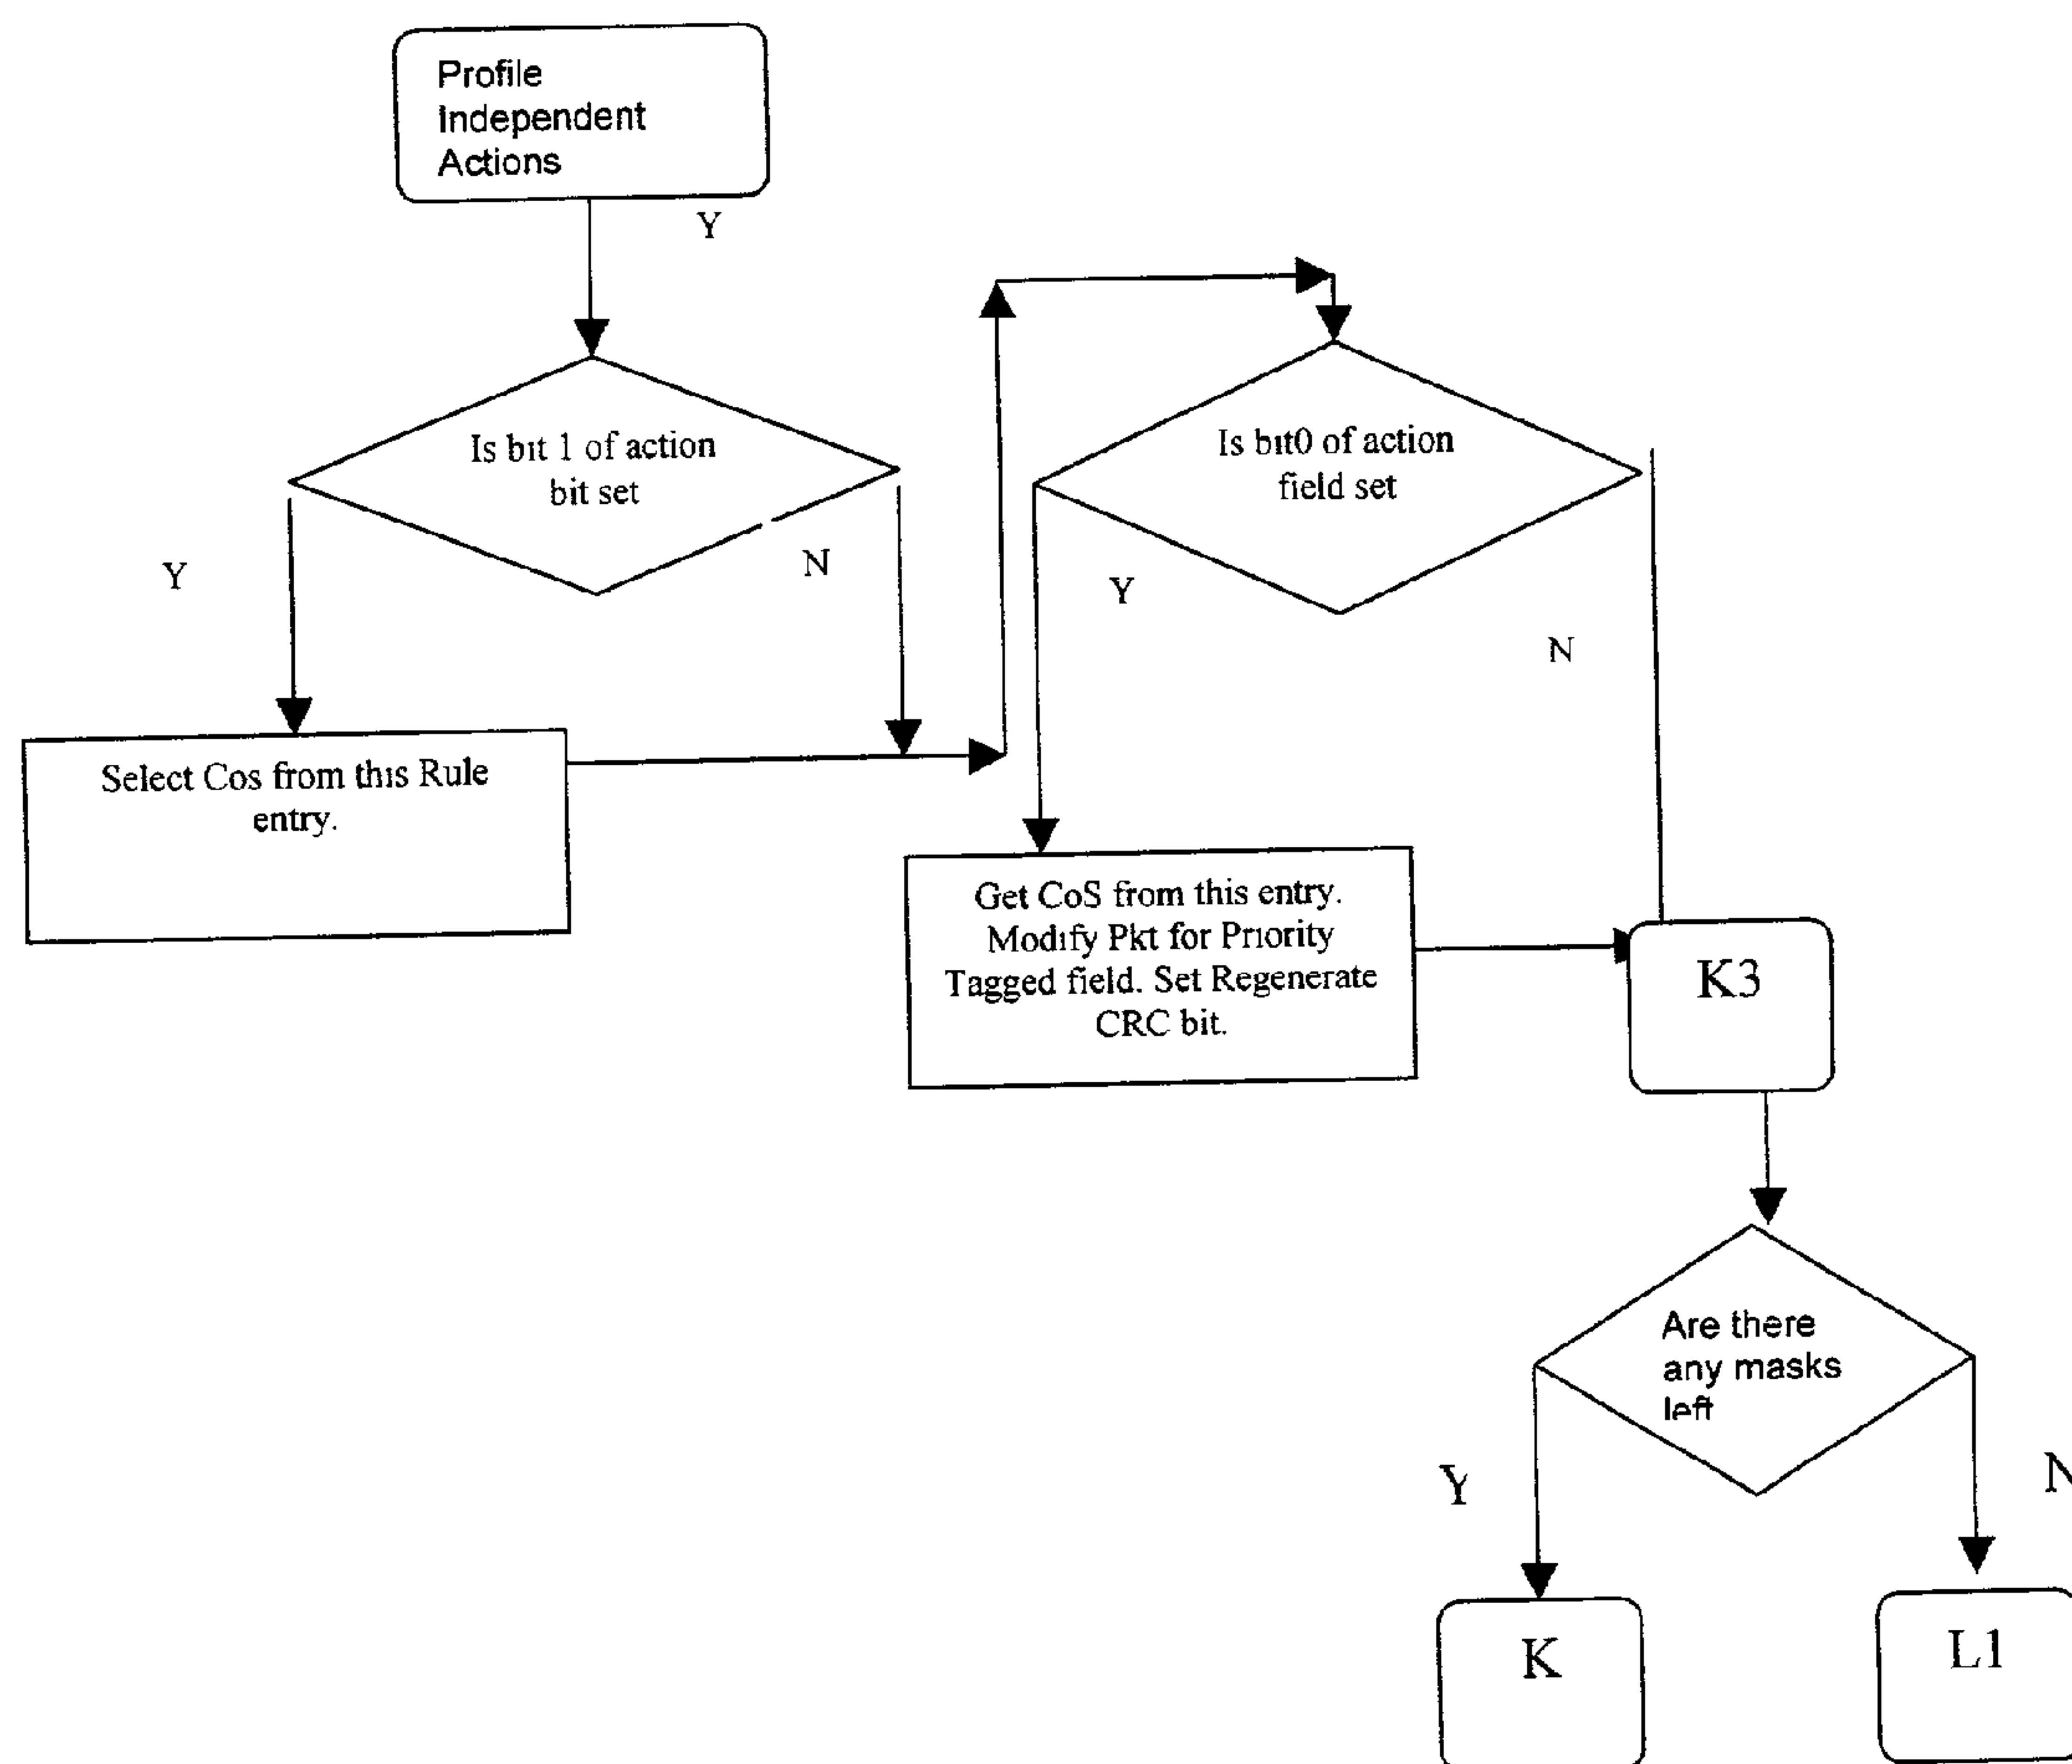 Profile
Independent
Actions
Y
Is bit 1 of action
bit set
Y
N
Is bit0 of action
field set
Y
N
Select Cos from this Rule
entry.
Get CoS from this entry.
Modify Pkt for Priority
Tagged field. Set Regenerate
CRC bit.
K3
Are there
any masks
left
Y
N
K
L1